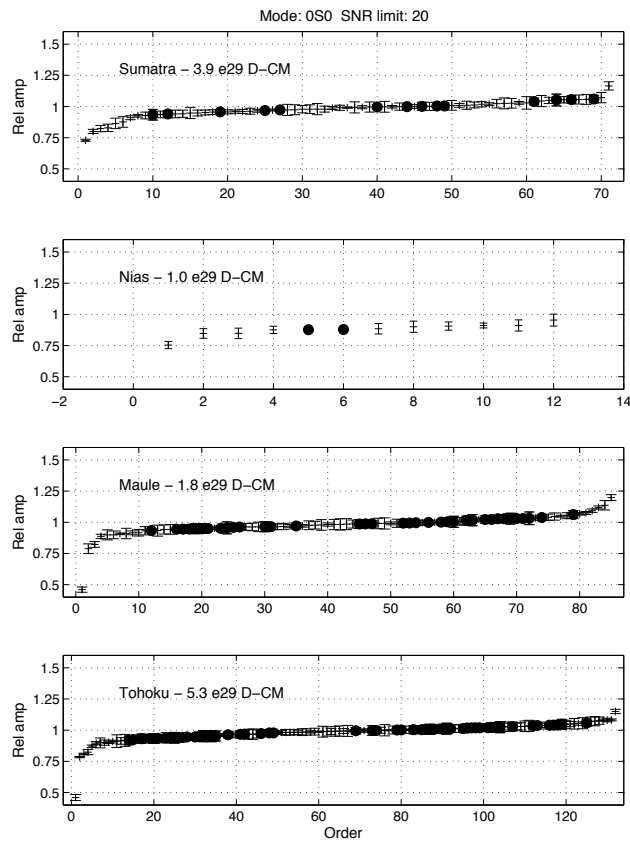 Mode: 0S0 SNR limit: 20
1.5
1.25
1
0.75
0.5
Rel amp
Sumatra − 3.9 e29 D−CM
0 10 20 30 40 50 60 70
1.5
1.25
1
0.75
0.5
Rel amp
Nias − 1.0 e29 D−CM
−2 0 2 4 6 8 10 12 14
1.5
1.25
1
0.75
0.5
Rel amp
Maule − 1.8 e29 D−CM
0 10 20 30 40 50 60 70 80
1.5
1.25
1
0.75
0.5
Rel amp
Tohoku − 5.3 e29 D−CM
0 20 40 60 80 100 120
Order